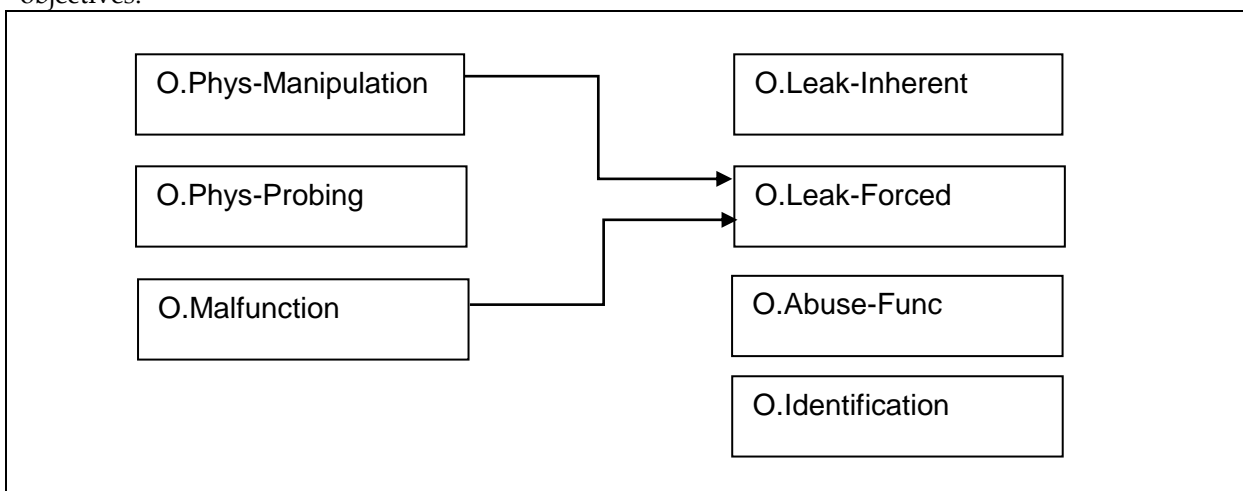 objectives.
O.Phys-Manipulation
O.Leak-Inherent
O.Phys-Probing
O.Leak-Forced
O.Malfunction
O.Abuse-Func
O.Identification